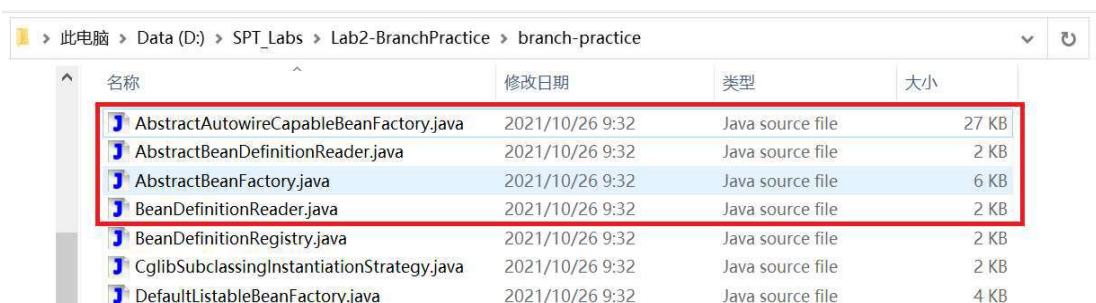 此电脑 > Data (D:) > SPT_Labs > Lab2-BranchPractice > branch-practice
名称 修改日期 类型 大小
AbstractAutowireCapableBeanFactory.java 2021/10/26 9:32 Java source file 27 KB
AbstractBeanDefinitionReader.java 2021/10/26 9:32 Java source file 2 KB
AbstractBeanFactory.java 2021/10/26 9:32 Java source file 6 KB
BeanDefinitionReader.java 2021/10/26 9:32 Java source file 2 KB
BeanDefinitionRegistry.java 2021/10/26 9:32 Java source file 2 KB
CglibSubclassingInstantiationStrategy.java 2021/10/26 9:32 Java source file 2 KB
DefaultListableBeanFactory.java 2021/10/26 9:32 Java source file 4 KB